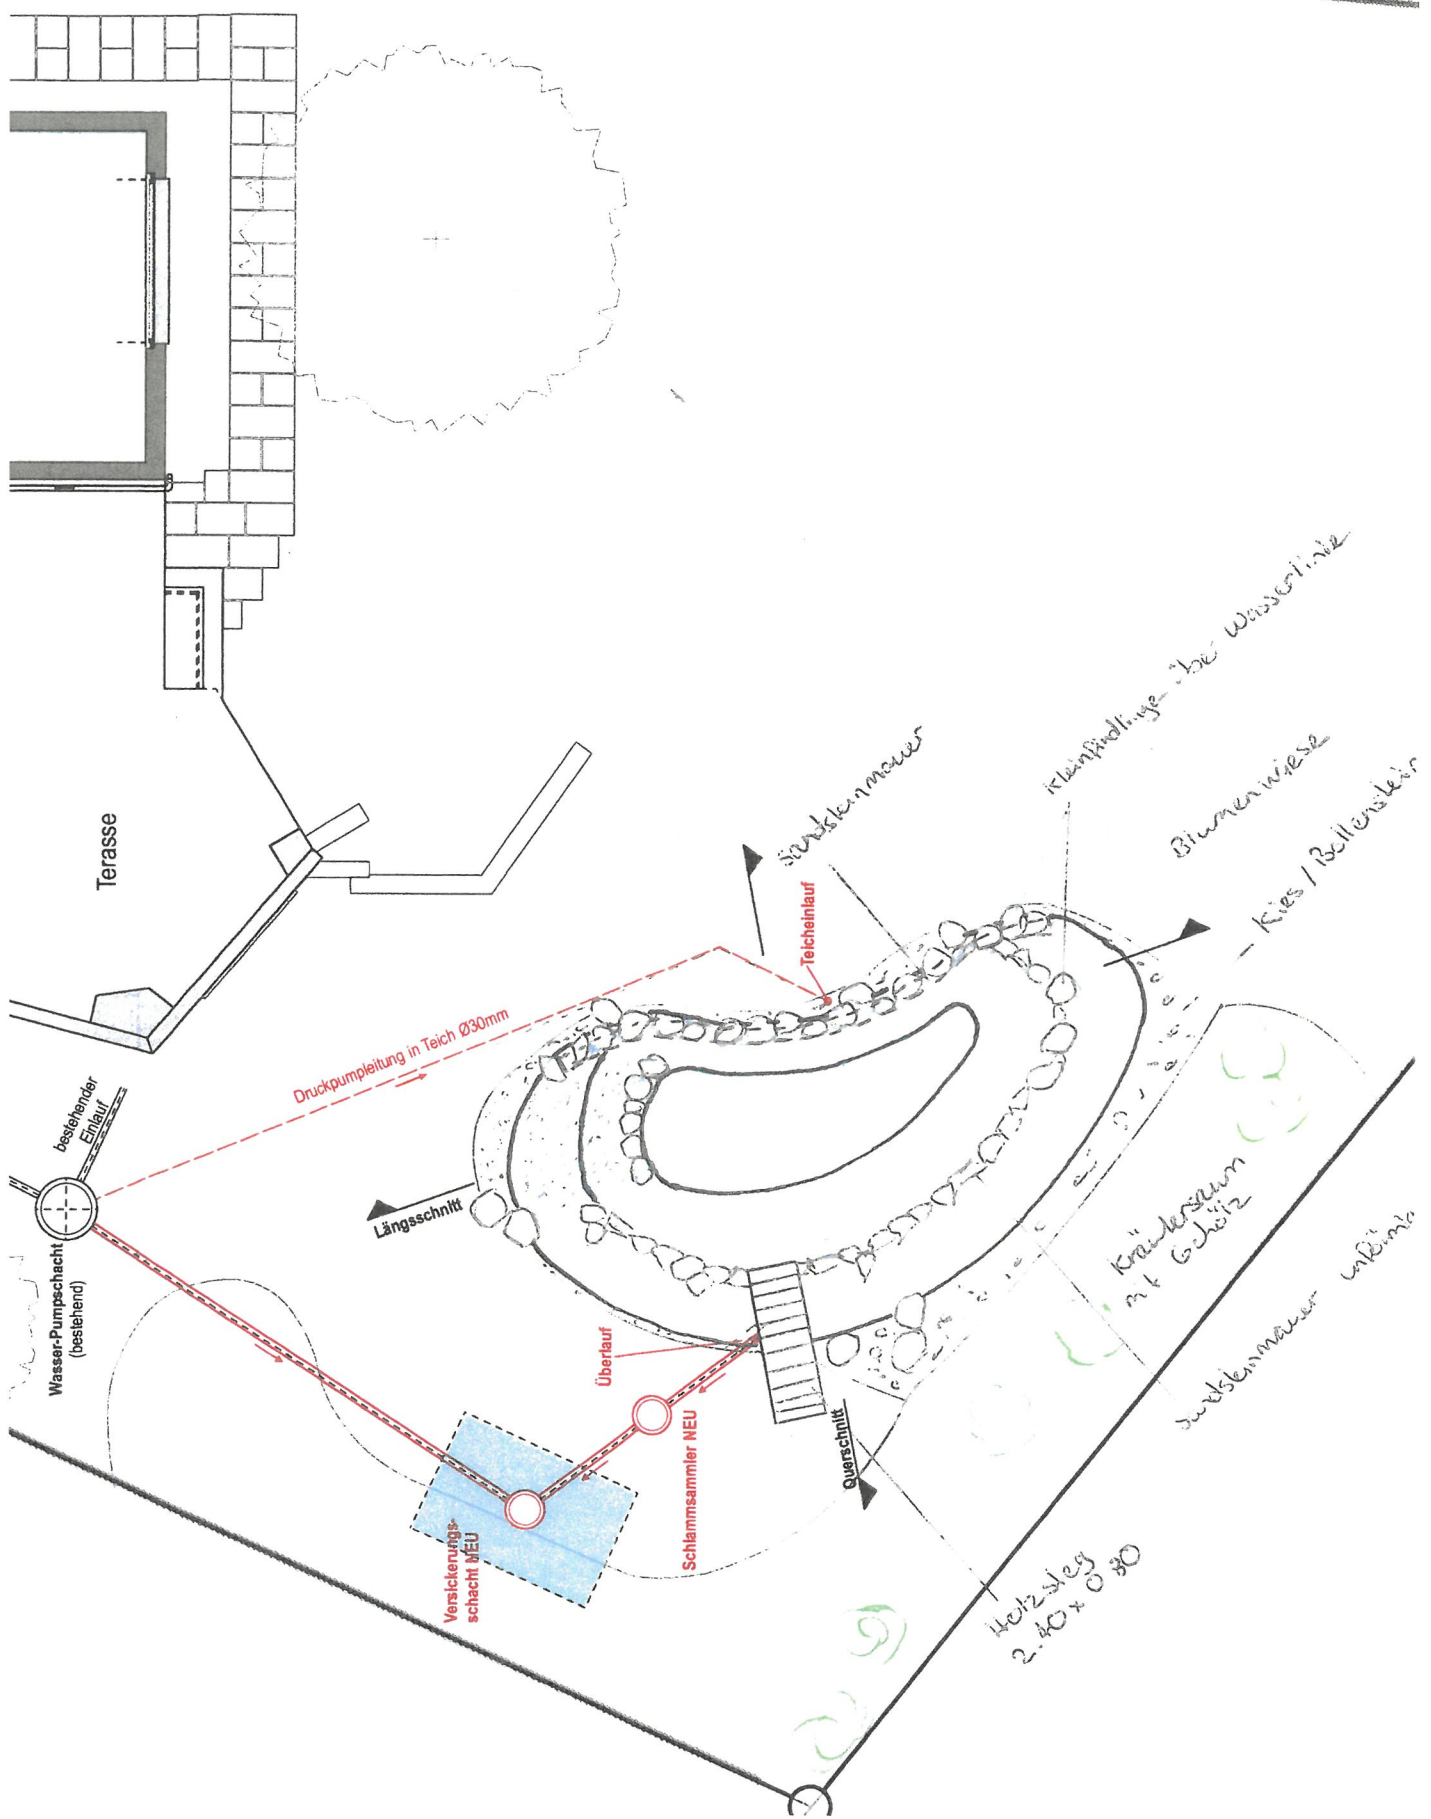 Terasse
Kleinfindlinge über Wasserlinie
Sandsteinmauer
Blumenwiese
- Kies / Bollenstein
Teicheinlauf
Druckpumpleitung in Teich Ø30mm
bestehender
Einlauf
Längsschnitt
Wasser-Pumpschacht
(bestehend)
Kräutersaum
mit Gehölz
Sandsteinmauer
Überlauf
Schlammsammler NEU
Querschnitt
Versickerungs-
schacht NEU
Holzsteg
2.40 x 0 80